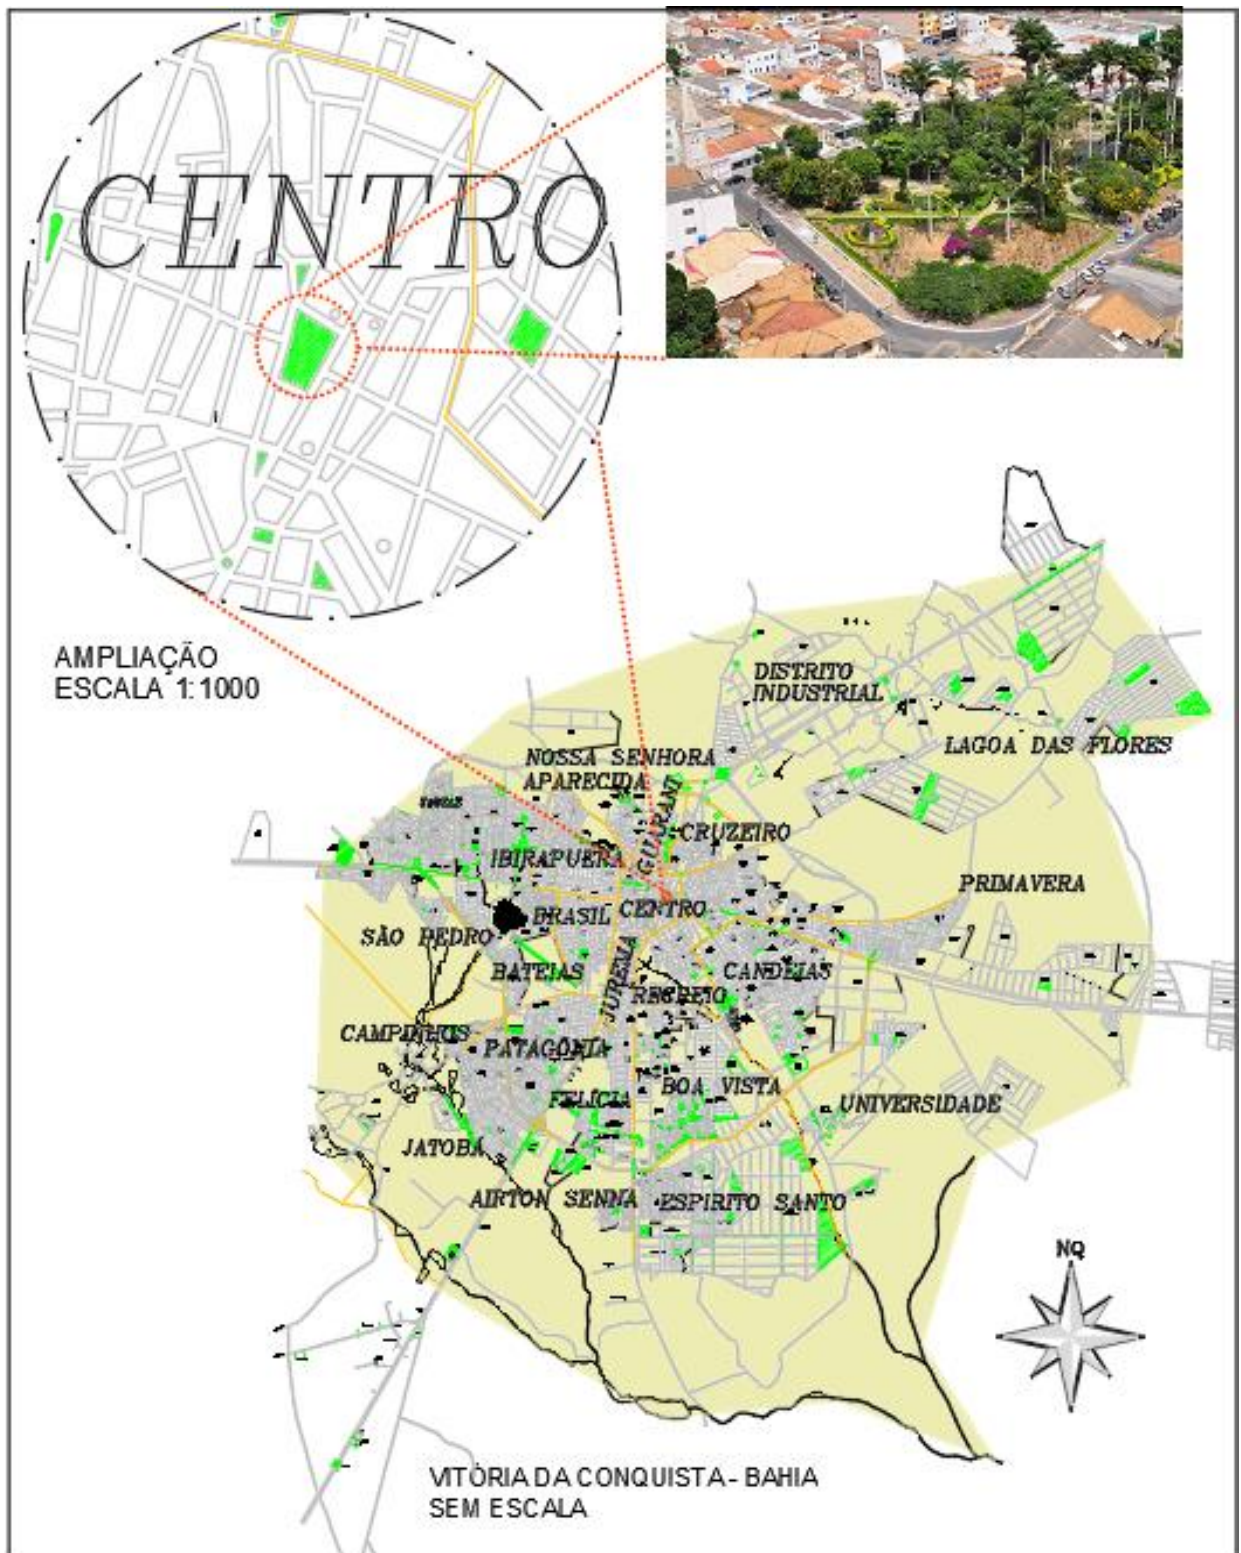 CENTRO
AMPLIAÇÃO
ESCALA 1:1000
DISTRITO
INDUSTRIAL
LAGOA DAS FLORES
NOSSA SENHORA
APARECIDA
GUARANI
CRUZEIRO
IBIRAPUERA
PRIMAVERA
BRASIL
CENTRO
SÃO PEDRO
BATEIAS
JUREMA
CANDEIAS
RECREIO
CAMPINHOS
PATAGÔNIA
BOA VISTA
FELÍCIA
UNIVERSIDADE
JATOBÁ
AIRTON SENNA
ESPIRITO SANTO
NQ
VITÓRIA DA CONQUISTA - BAHIA
SEM ESCALA